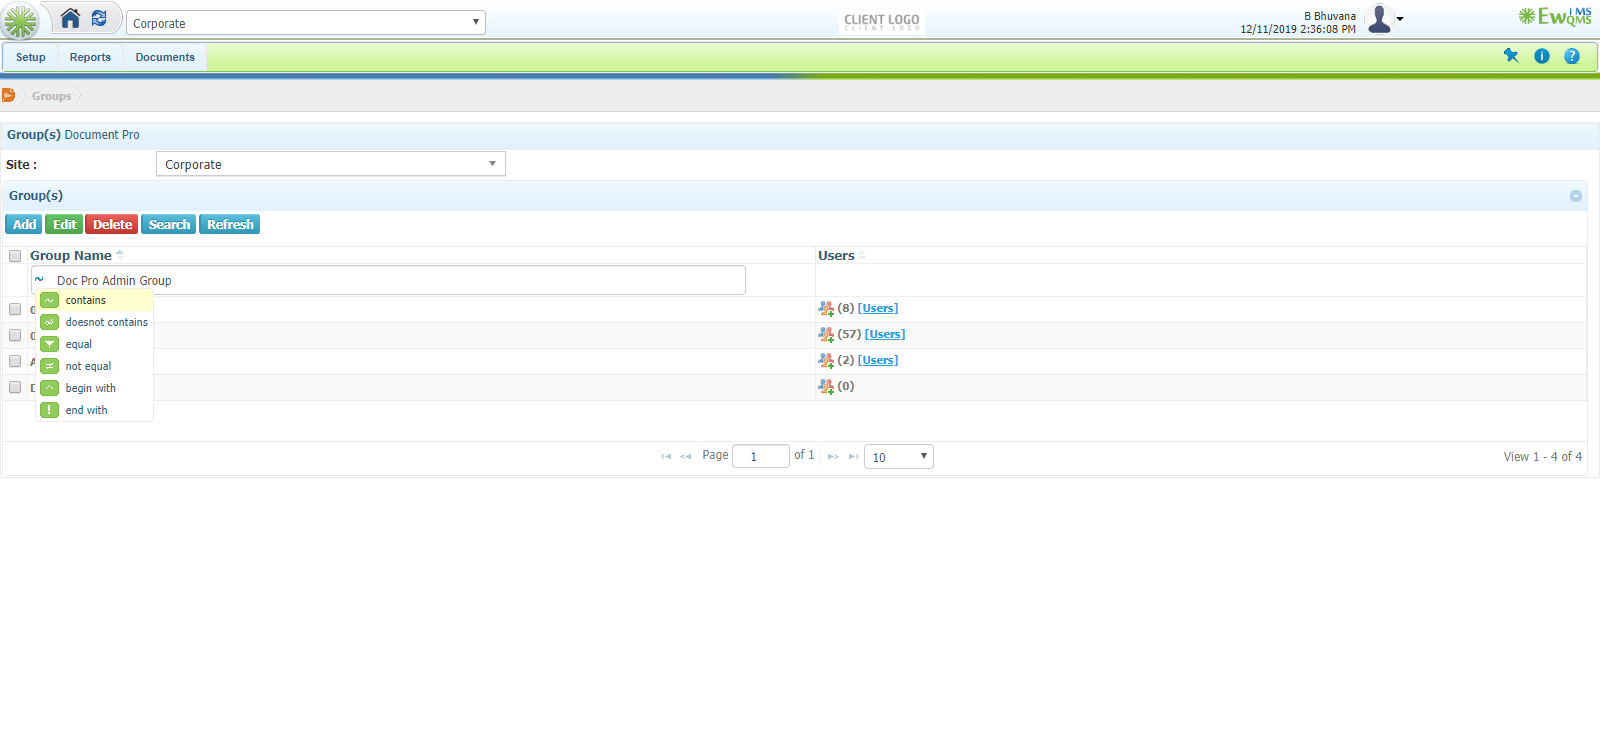 Corporate
CLIENT LOGO
CLIENT LOGO
B Bhuvana
12/11/2019 2:36:08 PM
EwQMS
IMS
Setup Reports Documents
Groups
Group(s) Document Pro
Site : Corporate
Group(s)
Add Edit Delete Search Refresh
Group Name Users
~ Doc Pro Admin Group
contains
(8) [Users]
doesnot contains
(57) [Users]
equal
(2) [Users]
not equal
(0)
begin with
end with
Page 1 of 1 10 View 1 - 4 of 4